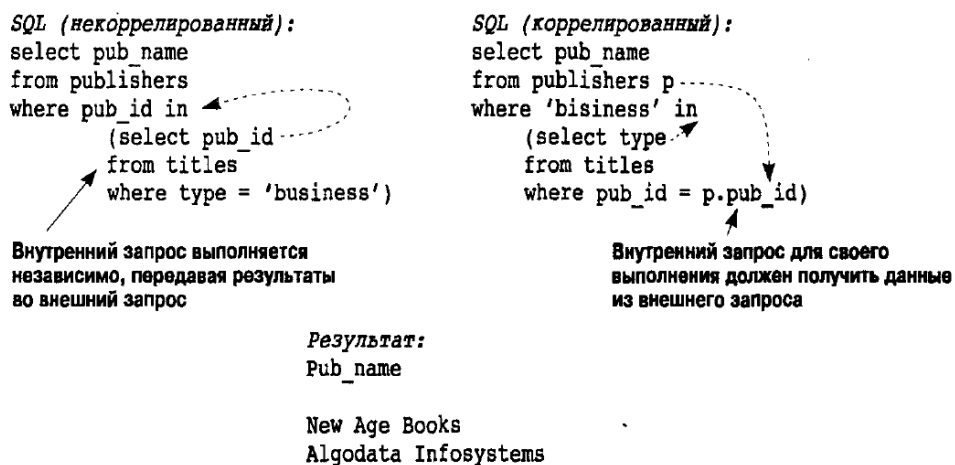 SQL (некоррелированный):
select pub_name
from publishers
where pub_id in
(select pub_id
from titles
where type = 'business')
Внутренний запрос выполняется
независимо, передавая результаты
во внешний запрос
SQL (коррелированный):
select pub_name
from publishers p
where 'bisiness' in
(select type
from titles
where pub_id = p.pub_id)
Внутренний запрос для своего
выполнения должен получить данные
из внешнего запроса
Результат:
Pub_name
New Age Books
Algodata Infosystems